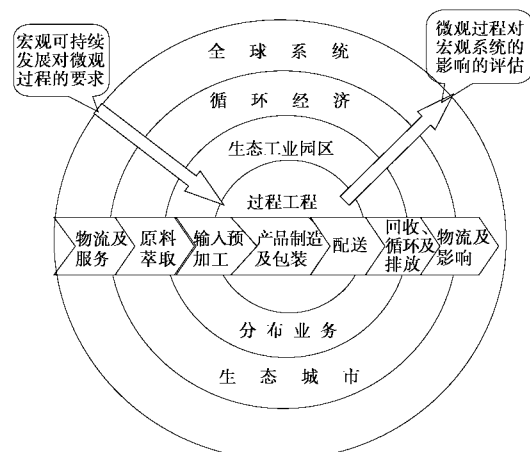 宏观可持续
发展对微观
过程的要求
微观过程对
宏观系统的
影响的评估
全球系统
循环经济
生态工业园区
过程工程
物流及
服务
原料
萃取
输入预
加工
产品制造
及包装
配送
回收、
循环及
排放
物流及
影响
分布业务
生态城市